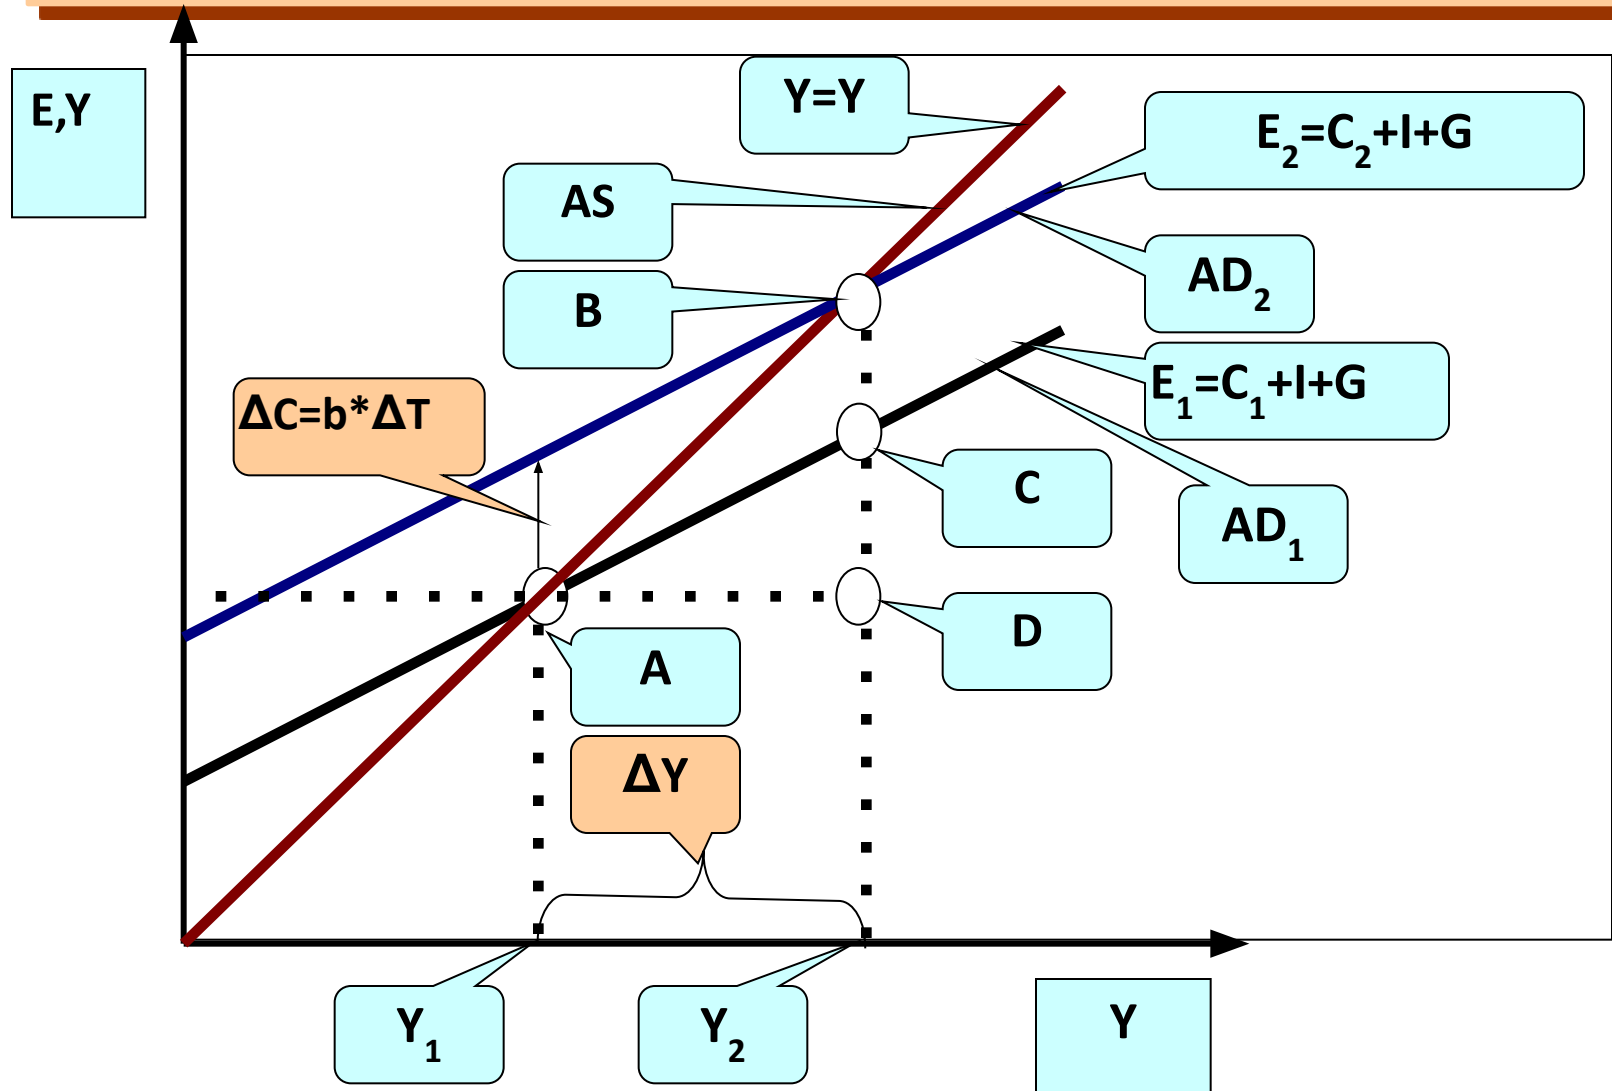 E,Y
Y=Y
E₂=C₂+I+G
AS
AD₂
B
E₁=C₁+I+G
ΔC=b*ΔT
C
AD₁
D
A
ΔY
Y₁
Y₂
Y